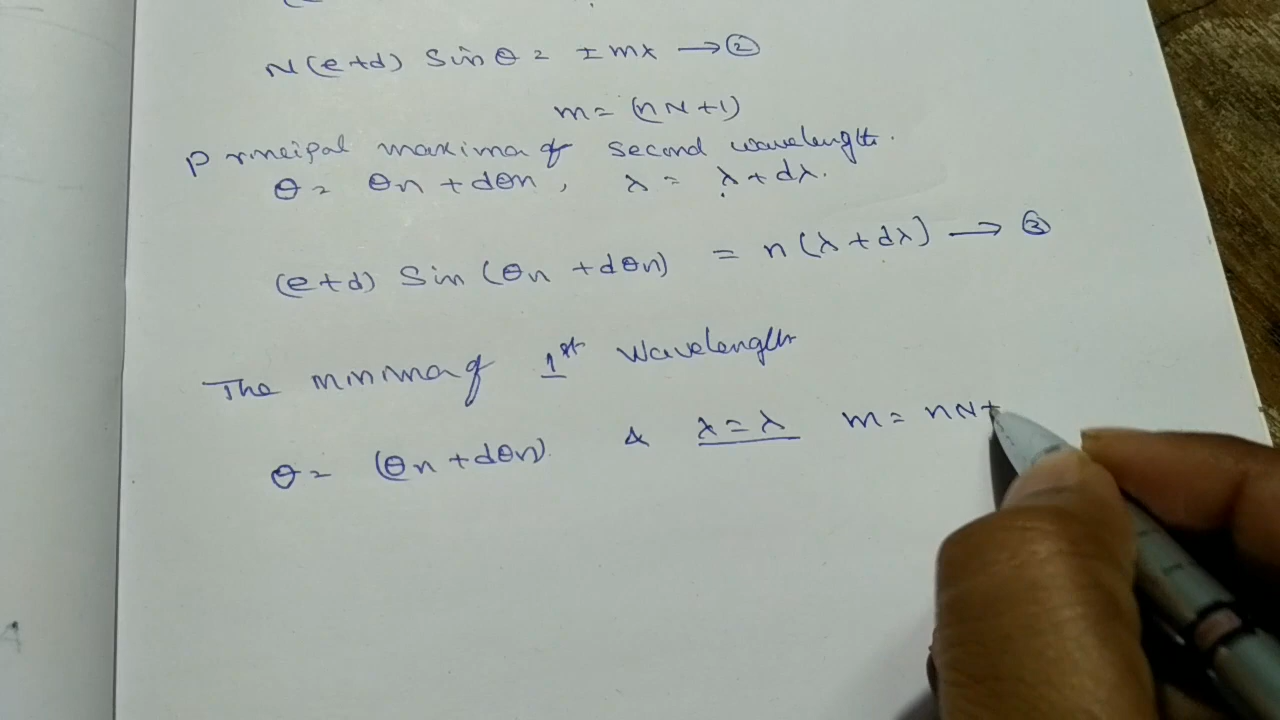 N(e+d) Sin θ = ± mλ → ②
m = (nN+1)
Principal maxima of second wavelength.
θ = θn + dθn, λ = λ + dλ.
(e+d) Sin (θn + dθn) = n(λ + dλ) → ③
The minima of 1st wavelength
θ = (θn + dθn) & λ = λ m = nN+